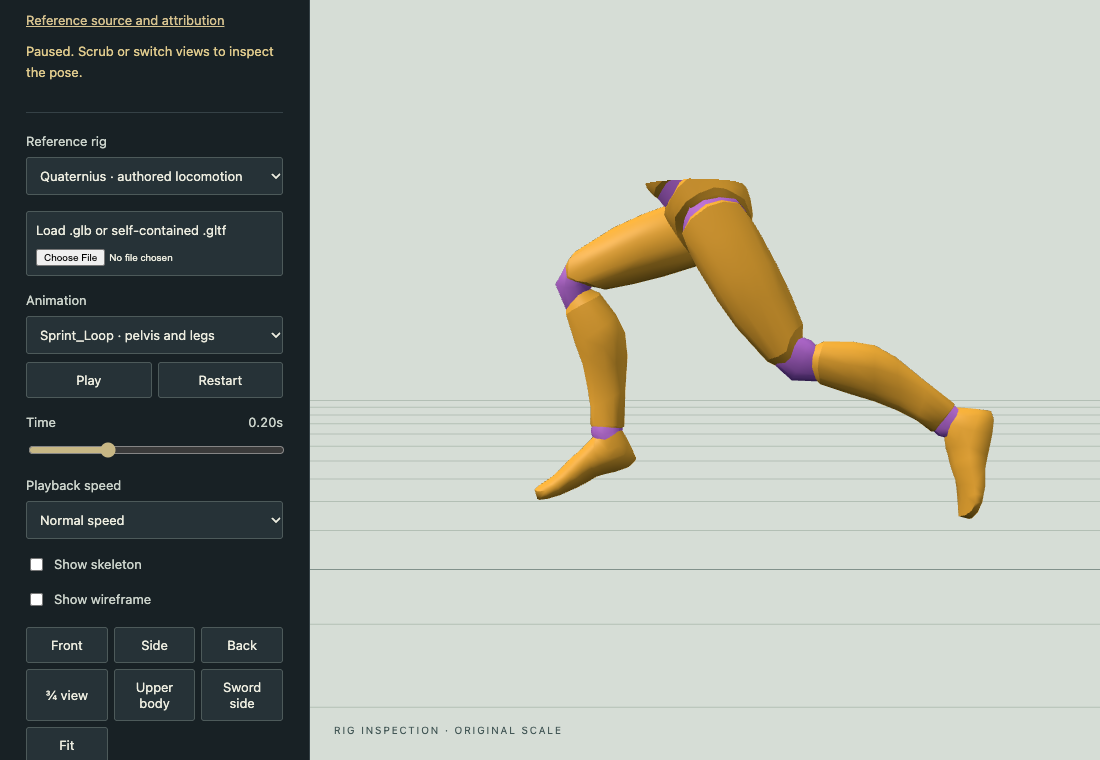 Reference source and attribution
Paused. Scrub or switch views to inspect
the pose.
Reference rig
Quaternius · authored locomotion
Load .glb or self-contained .gltf
Choose File No file chosen
Animation
Sprint_Loop · pelvis and legs
Play Restart
Time 0.20s
Playback speed
Normal speed
Show skeleton
Show wireframe
Front Side Back
¾ view Upper body Sword side
Fit
RIG INSPECTION · ORIGINAL SCALE